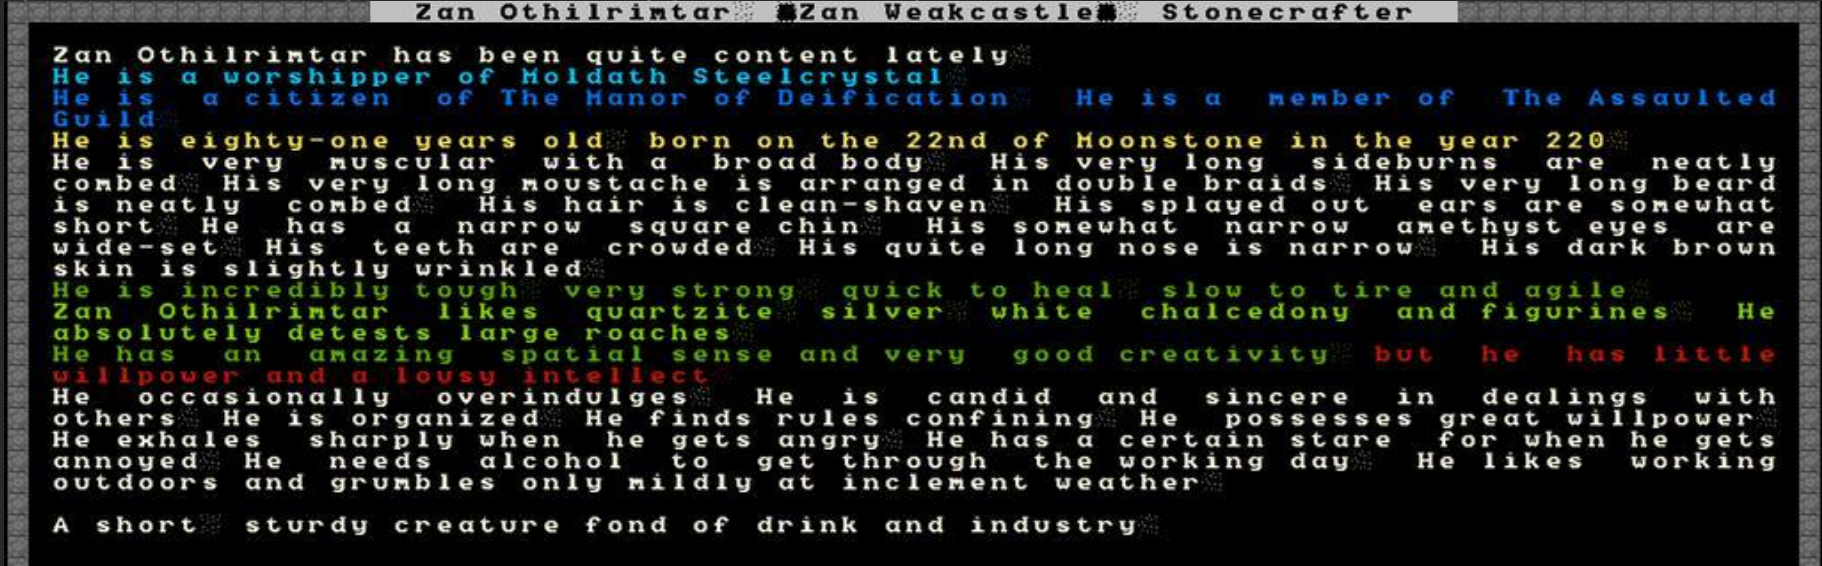 Zan Othilrimtar "Zan Weakcastle" Stonecrafter
Zan Othilrimtar has been quite content lately
He is a worshipper of Moldath Steelcrystal
He is a citizen of The Manor of Deification He is a member of The Assaulted
Guild
He is eighty-one years old born on the 22nd of Moonstone in the year 220
He is very muscular with a broad body His very long sideburns are neatly
combed His very long moustache is arranged in double braids His very long beard
is neatly combed His hair is clean-shaven His splayed out ears are somewhat
short He has a narrow square chin His somewhat narrow amethyst eyes are
wide-set His teeth are crowded His quite long nose is narrow His dark brown
skin is slightly wrinkled
He is incredibly tough very strong quick to heal slow to tire and agile
Zan Othilrimtar likes quartzite silver white chalcedony and figurines He
absolutely detests large roaches
He has an amazing spatial sense and very good creativity but he has little
willpower and a lousy intellect
He occasionally overindulges He is candid and sincere in dealings with
others He is organized He finds rules confining He possesses great willpower
He exhales sharply when he gets angry He has a certain stare for when he gets
annoyed He needs alcohol to get through the working day He likes working
outdoors and grumbles only mildly at inclement weather
A short sturdy creature fond of drink and industry